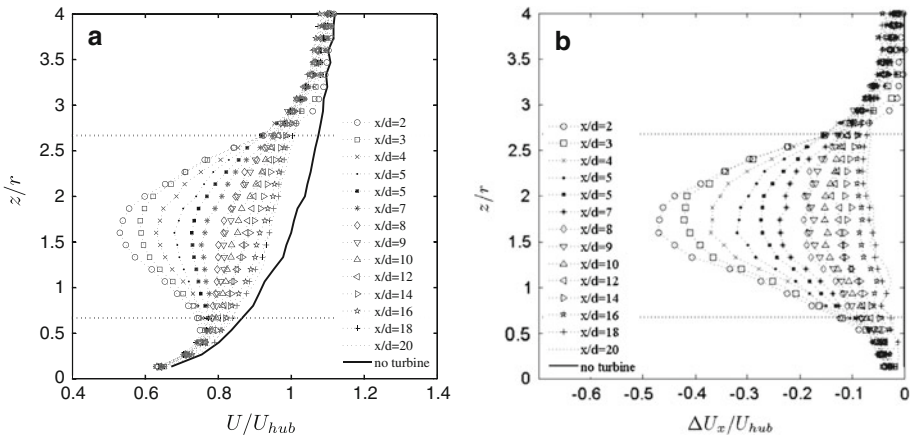 a
4
3.5
3
2.5
2
1.5
1
0.5
0
z/r
0.4
0.6
0.8
1
1.2
1.4
U/U_hub
x/d=2
x/d=3
x/d=4
x/d=5
x/d=5
x/d=7
x/d=8
x/d=9
x/d=10
x/d=12
x/d=14
x/d=16
x/d=18
x/d=20
no turbine
b
4
3.5
3
2.5
2
1.5
1
0.5
0
z/r
-0.6
-0.5
-0.4
-0.3
-0.2
-0.1
0
ΔU_x/U_hub
x/d=2
x/d=3
x/d=4
x/d=5
x/d=5
x/d=7
x/d=8
x/d=9
x/d=10
x/d=12
x/d=14
x/d=16
x/d=18
x/d=20
no turbine